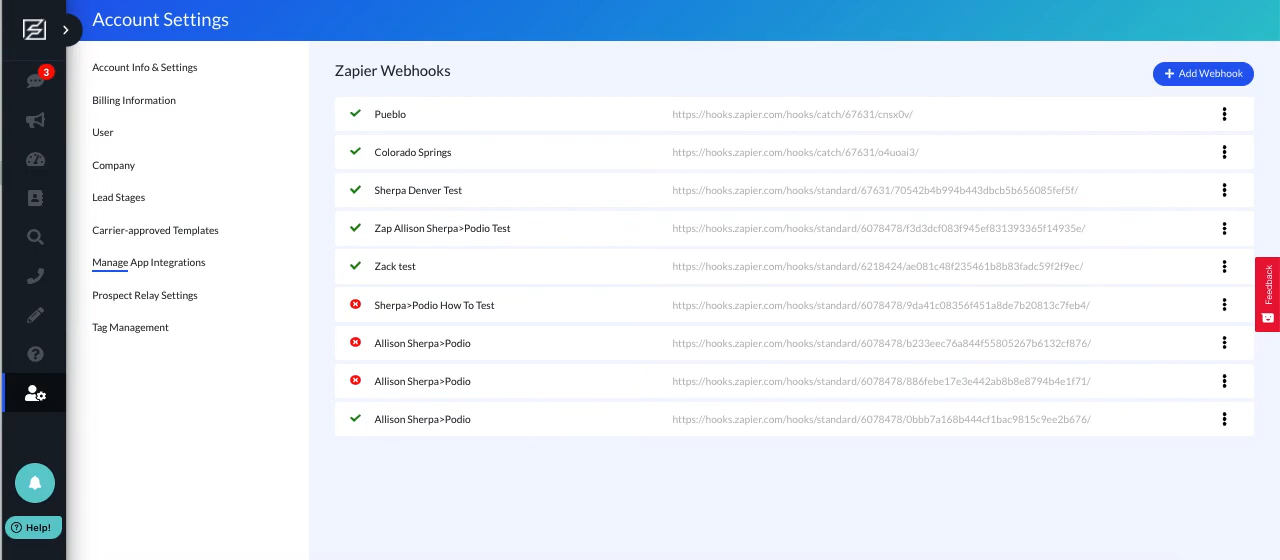 Account Settings
3
Account Info & Settings
Billing Information
User
Company
Lead Stages
Carrier-approved Templates
Manage App Integrations
Prospect Relay Settings
Tag Management
Help!
Zapier Webhooks
Add Webhook
Pueblo https://hooks.zapier.com/hooks/catch/67631/cnsx0v/
Colorado Springs https://hooks.zapier.com/hooks/catch/67631/o4uoai3/
Sherpa Denver Test https://hooks.zapier.com/hooks/standard/67631/70542b4b994b443dbcb5b656085fef5f/
Zap Allison Sherpa>Podio Test https://hooks.zapier.com/hooks/standard/6078478/f3d3dcf083f945ef831393365f14935e/
Zack test https://hooks.zapier.com/hooks/standard/6218424/ae081c48f235461b8b83fadc59f2f9ec/
Sherpa>Podio How To Test https://hooks.zapier.com/hooks/standard/6078478/9da41c08356f451a8de7b20813c7feb4/
Allison Sherpa>Podio https://hooks.zapier.com/hooks/standard/6078478/b233eec76a844f55805267b6132cf876/
Allison Sherpa>Podio https://hooks.zapier.com/hooks/standard/6078478/886febe17e3e442ab8b8e8794b4e1f71/
Allison Sherpa>Podio https://hooks.zapier.com/hooks/standard/6078478/0bbb7a168b444cf1bac9815c9ee2b676/
Feedback